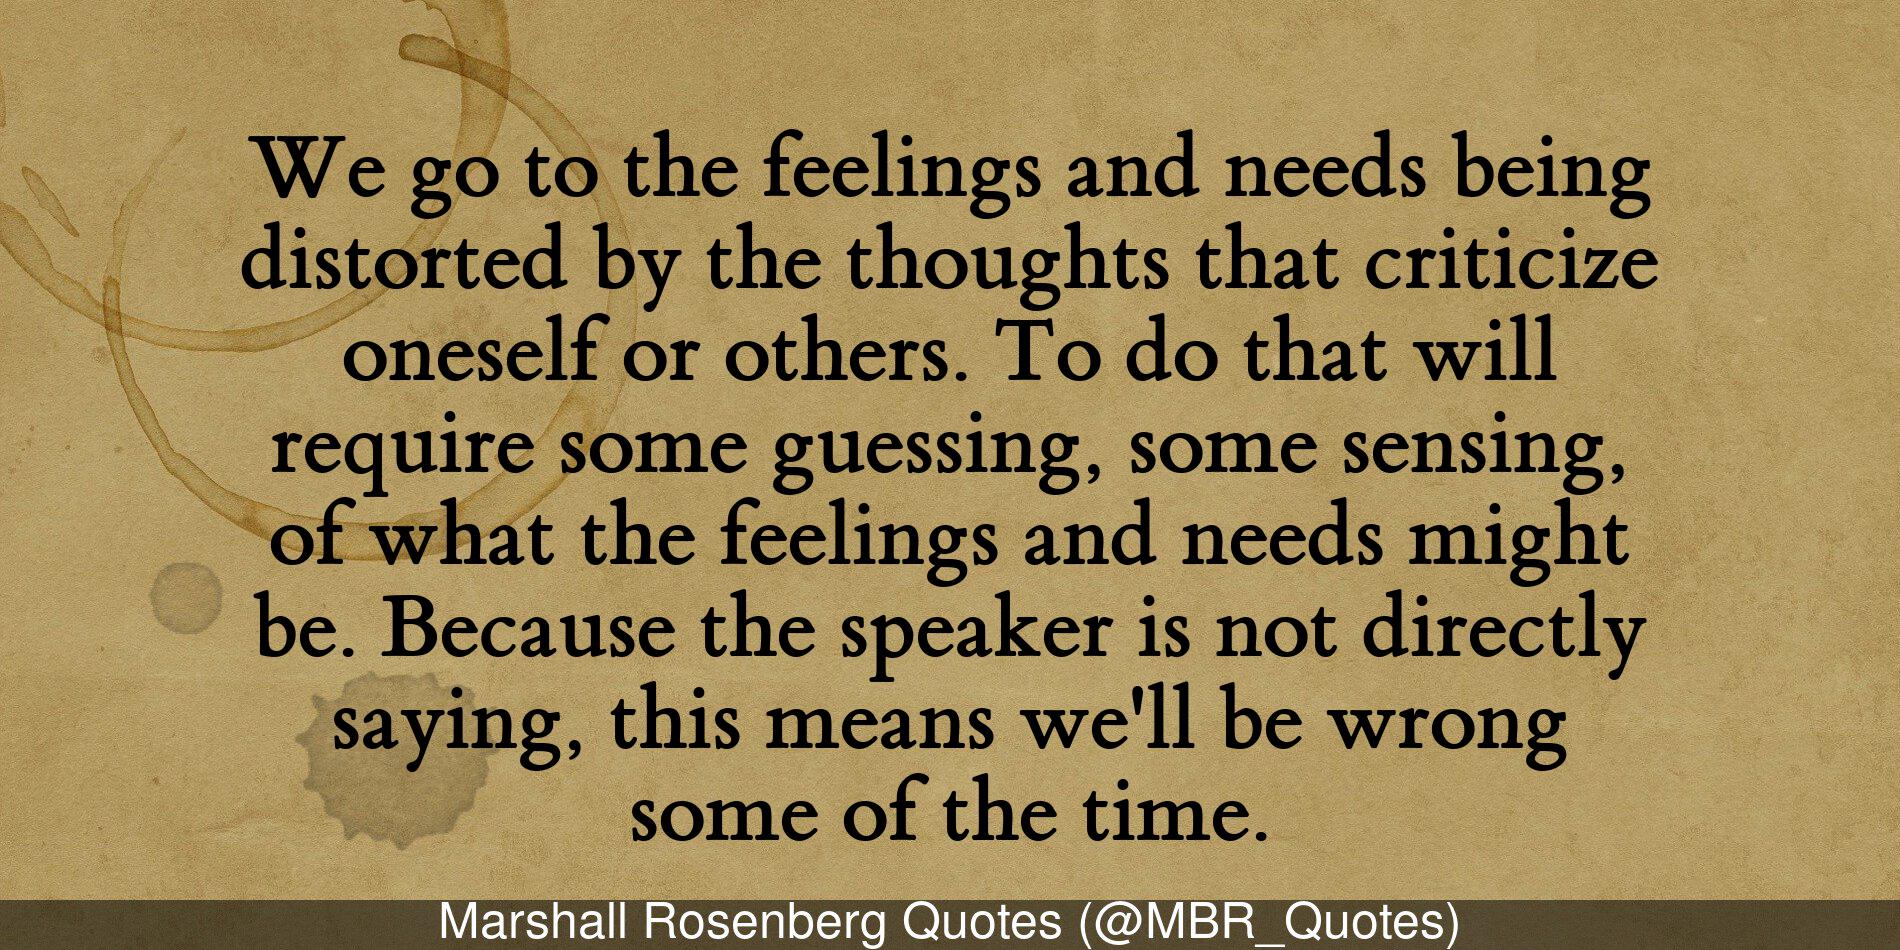 We go to the feelings and needs being
distorted by the thoughts that criticize
oneself or others. To do that will
require some guessing, some sensing,
of what the feelings and needs might
be. Because the speaker is not directly
saying, this means we'll be wrong
some of the time.
Marshall Rosenberg Quotes (@MBR_Quotes)